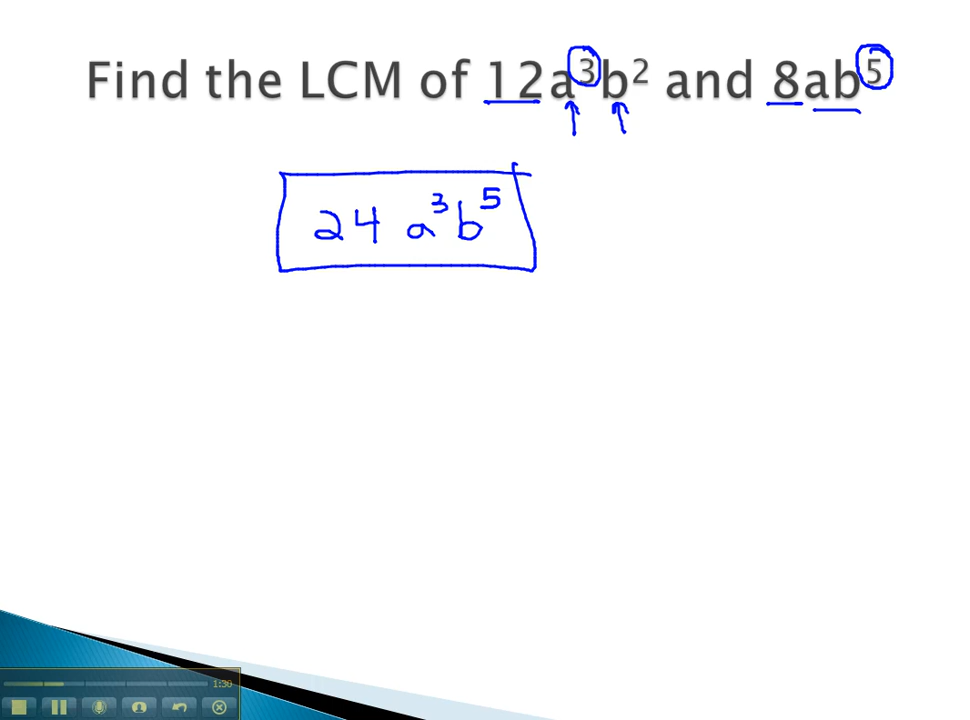 Find the LCM of 12a³b² and 8ab⁵
24 a³b⁵
1:30